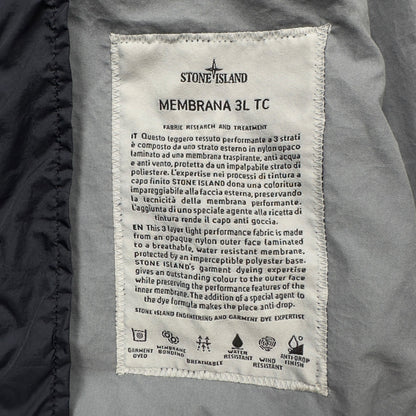 STONE ISLAND
MEMBRANA 3L TC
FABRIC RESEARCH AND TREATMENT
IT Questo leggero tessuto performante a 3 strati
è composto da uno strato esterno in nylon opaco
laminato ad una membrana traspirante, anti acqua
e anti vento, protetta da un impalpabile strato di
poliestere. L'expertise nei processi di tintura a
capo finito STONE ISLAND dona una coloritura
impareggiabile alla faccia esterna, preservando
la tecnicità della membrana performante.
L'aggiunta di uno speciale agente alla ricetta di
tintura rende il capo anti goccia.
EN This 3 layer light performance fabric is made
from an opaque nylon outer face laminated
to a breathable, water resistant membrane,
protected by an imperceptible polyester base.
STONE ISLAND's garment dyeing expertise
gives an outstanding colour to the outer face
while preserving the performance features of the
inner membrane. The addition of a special agent to
the dye formula makes the piece anti-drop.
STONE ISLAND ENGINEERING AND GARMENT DYE EXPERTISE
GARMENT DYED
MEMBRANE BONDING
BREATHABLE
WATER RESISTANT
WIND RESISTANT
ANTI-DROP FINISH